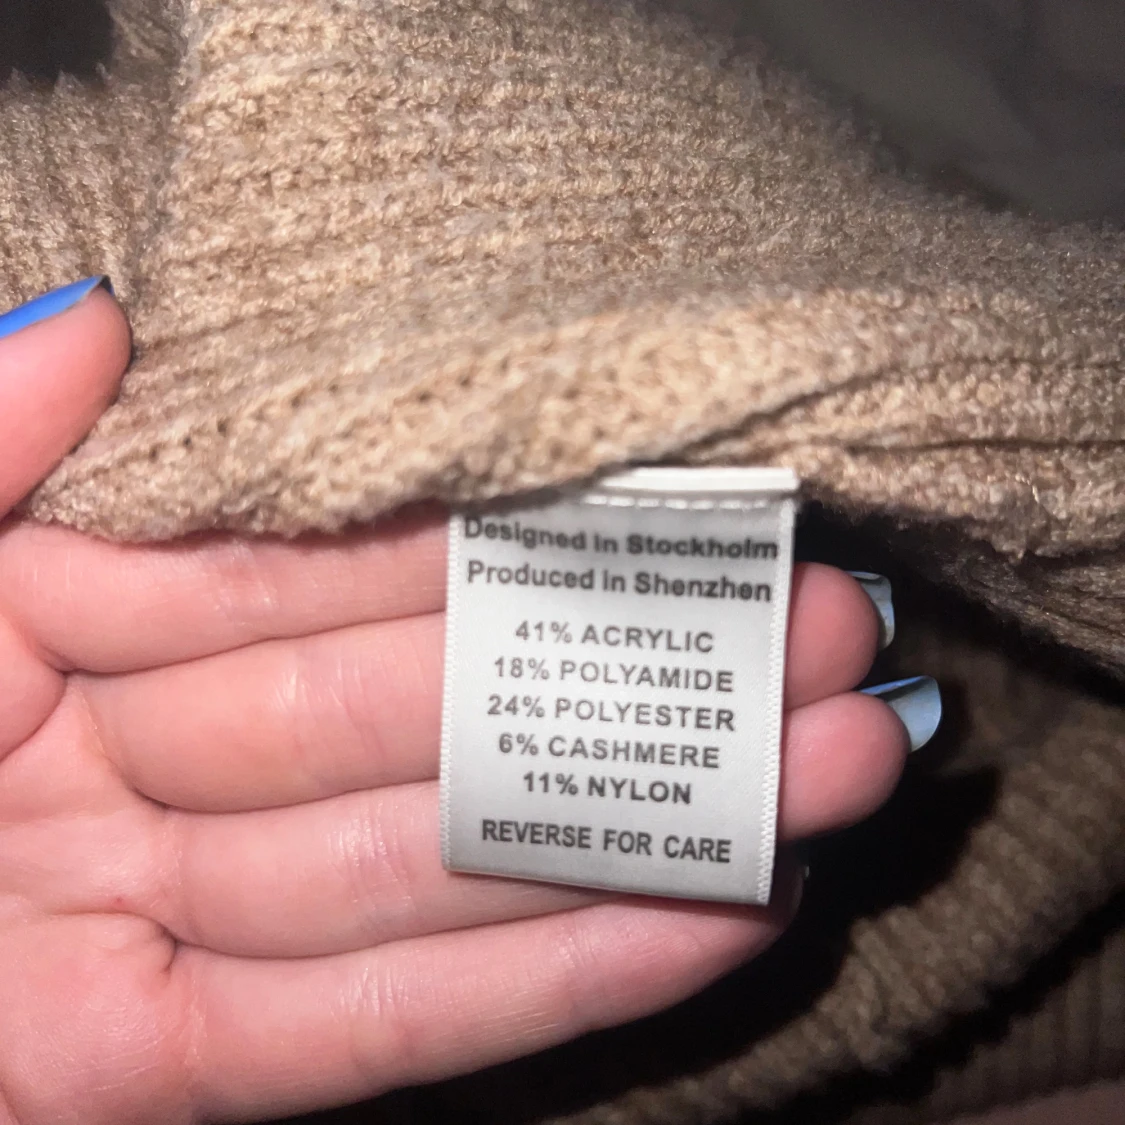 Designed in Stockholm
Produced in Shenzhen
41% ACRYLIC
18% POLYAMIDE
24% POLYESTER
6% CASHMERE
11% NYLON
REVERSE FOR CARE